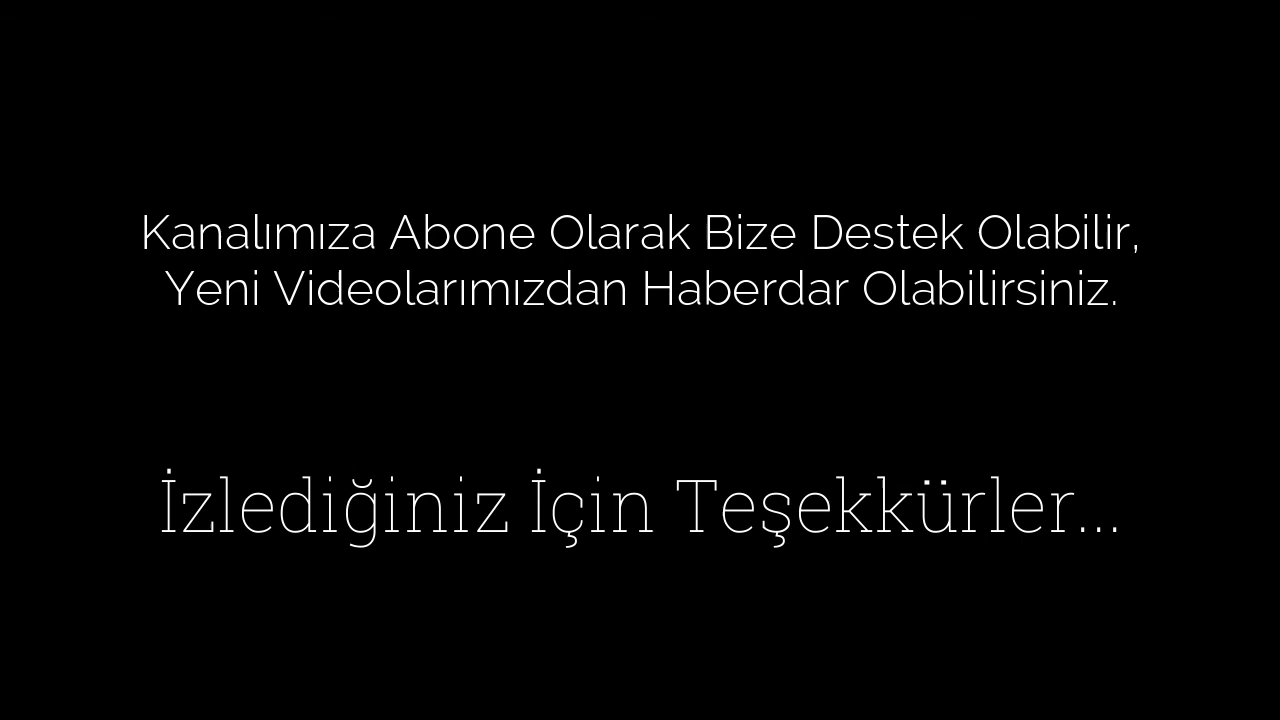 Kanalımıza Abone Olarak Bize Destek Olabilir,
Yeni Videolarımızdan Haberdar Olabilirsiniz.
İzlediğiniz İçin Teşekkürler...